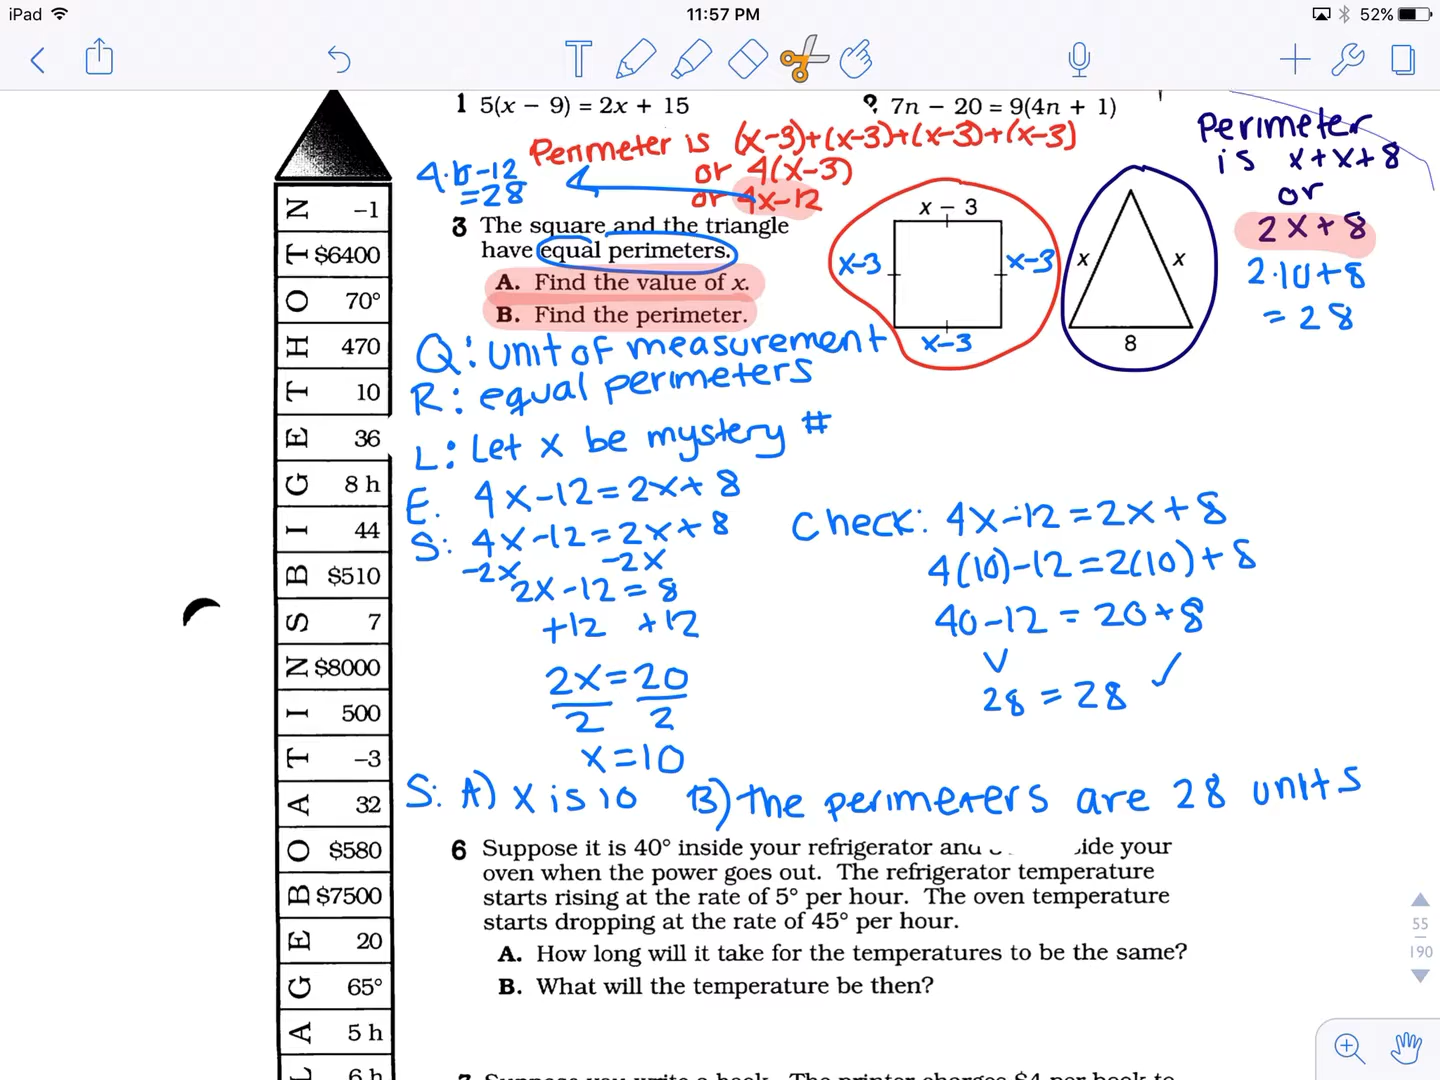 iPad
11:57 PM
52%
T
1 5(x − 9) = 2x + 15
7n − 20 = 9(4n + 1)
Perimeter is (x-3)+(x-3)+(x-3)+(x-3)
or 4(x-3)
or 4x-12
4·10-12
=28
Perimeter
is x+x+8
or
2x+8
2·10+8
= 28
3 The square and the triangle
have equal perimeters.
A. Find the value of x.
B. Find the perimeter.
x − 3
x-3
x-3
x-3
x
x
8
Q: unit of measurement
R: equal perimeters
L: Let x be mystery #
E. 4x-12=2x+8
S: 4x-12=2x+8
-2x -2x
2x-12=8
+12 +12
2x=20
2 2
x=10
Check: 4x-12=2x+8
4(10)-12=2(10)+8
40-12=20+8
28=28 ✓
S: A) x is 10 B) the perimeters are 28 units
6 Suppose it is 40° inside your refrigerator and your
oven when the power goes out. The refrigerator temperature
starts rising at the rate of 5° per hour. The oven temperature
starts dropping at the rate of 45° per hour.
A. How long will it take for the temperatures to be the same?
B. What will the temperature be then?
N −1
T $6400
O 70°
H 470
T 10
E 36
G 8 h
I 44
B $510
S 7
N $8000
I 500
T −3
A 32
O $580
B $7500
E 20
G 65°
A 5 h
L 6 h
55
190